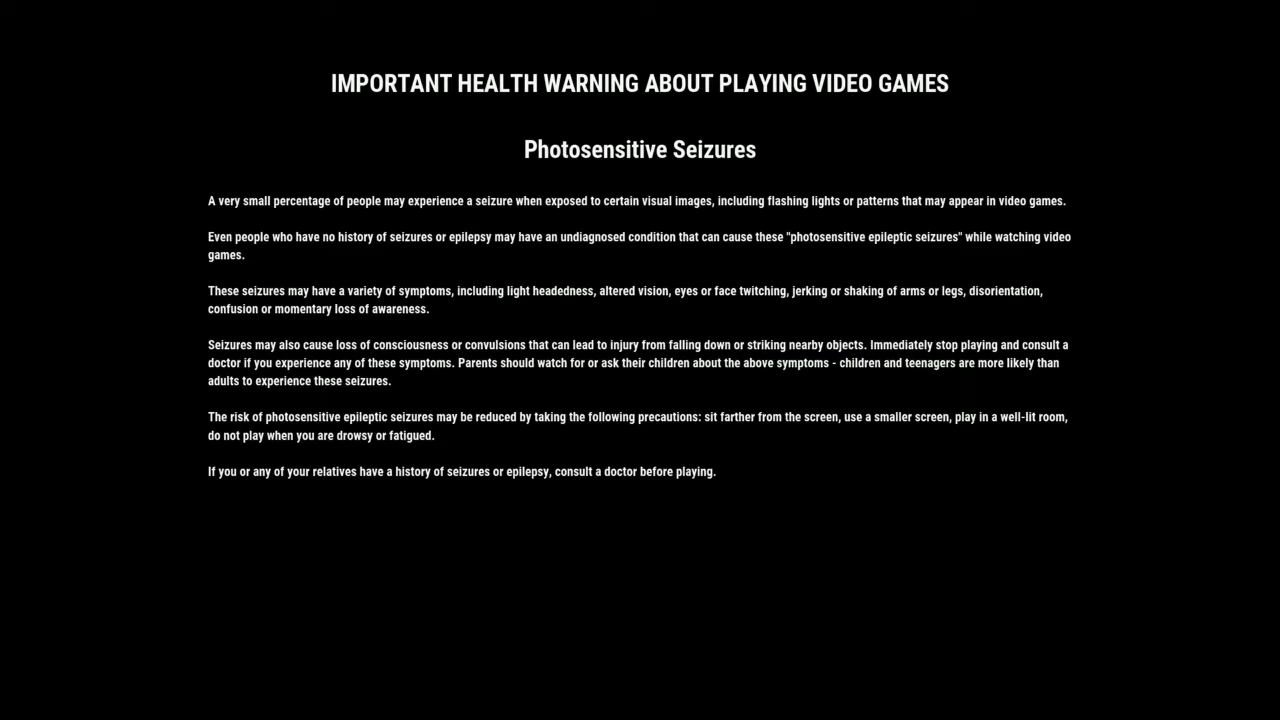 IMPORTANT HEALTH WARNING ABOUT PLAYING VIDEO GAMES
Photosensitive Seizures
A very small percentage of people may experience a seizure when exposed to certain visual images, including flashing lights or patterns that may appear in video games.
Even people who have no history of seizures or epilepsy may have an undiagnosed condition that can cause these "photosensitive epileptic seizures" while watching video
games.
These seizures may have a variety of symptoms, including light headedness, altered vision, eyes or face twitching, jerking or shaking of arms or legs, disorientation,
confusion or momentary loss of awareness.
Seizures may also cause loss of consciousness or convulsions that can lead to injury from falling down or striking nearby objects. Immediately stop playing and consult a
doctor if you experience any of these symptoms. Parents should watch for or ask their children about the above symptoms - children and teenagers are more likely than
adults to experience these seizures.
The risk of photosensitive epileptic seizures may be reduced by taking the following precautions: sit farther from the screen, use a smaller screen, play in a well-lit room,
do not play when you are drowsy or fatigued.
If you or any of your relatives have a history of seizures or epilepsy, consult a doctor before playing.